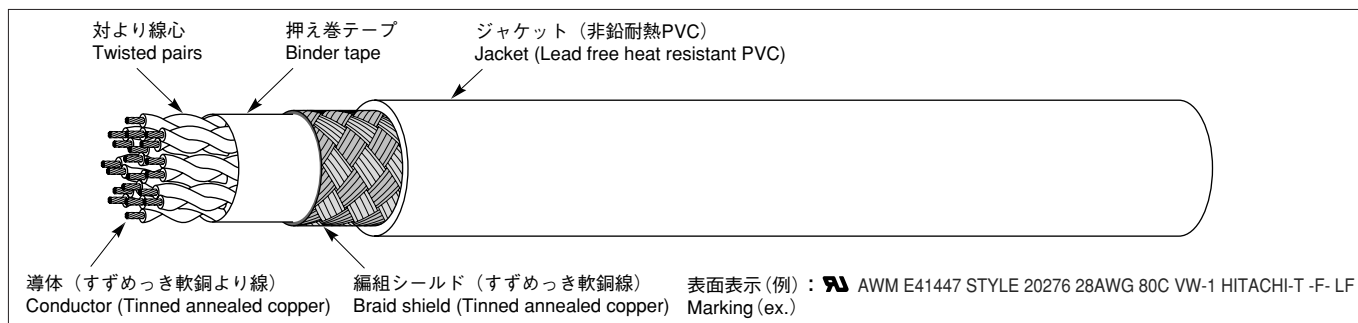 対より線心
Twisted pairs
押え巻テープ
Binder tape
ジャケット（非鉛耐熱PVC）
Jacket (Lead free heat resistant PVC)
導体（すずめっき軟銅より線）
Conductor (Tinned annealed copper)
編組シールド（すずめっき軟銅線）
Braid shield (Tinned annealed copper)
表面表示（例）： RU AWM E41447 STYLE 20276 28AWG 80C VW-1 HITACHI-T -F- LF
Marking（ex.）